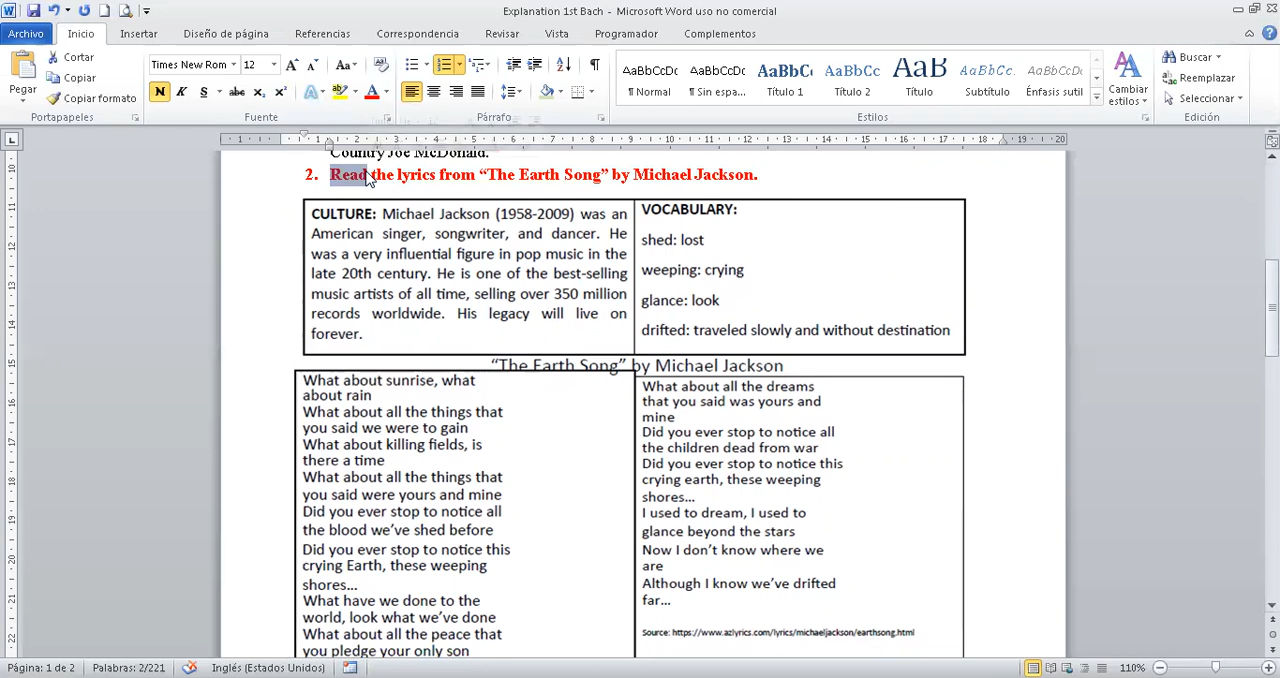 Explanation 1st Bach - Microsoft Word uso no comercial
Archivo Inicio Insertar Diseño de página Referencias Correspondencia Revisar Vista Programador Complementos
Pegar
Cortar
Copiar
Copiar formato
Portapapeles
Times New Rom 12
Fuente
Párrafo
AaBbCcDc AaBbCcDc AaBbC AaBbCc AaB AaBbCc. AaBbCcDc
¶ Normal ¶ Sin espa... Título 1 Título 2 Título Subtítulo Énfasis sutil
Estilos
Cambiar
estilos
Buscar
Reemplazar
Seleccionar
Edición
Country Joe McDonald.
2. Read the lyrics from “The Earth Song” by Michael Jackson.
CULTURE: Michael Jackson (1958-2009) was an
American singer, songwriter, and dancer. He
was a very influential figure in pop music in the
late 20th century. He is one of the best-selling
music artists of all time, selling over 350 million
records worldwide. His legacy will live on
forever.
VOCABULARY:
shed: lost
weeping: crying
glance: look
drifted: traveled slowly and without destination
“The Earth Song” by Michael Jackson
What about sunrise, what
about rain
What about all the things that
you said we were to gain
What about killing fields, is
there a time
What about all the things that
you said were yours and mine
Did you ever stop to notice all
the blood we’ve shed before
Did you ever stop to notice this
crying Earth, these weeping
shores…
What have we done to the
world, look what we’ve done
What about all the peace that
you pledge your only son
What about all the dreams
that you said was yours and
mine
Did you ever stop to notice all
the children dead from war
Did you ever stop to notice this
crying earth, these weeping
shores…
I used to dream, I used to
glance beyond the stars
Now I don’t know where we
are
Although I know we’ve drifted
far…
Source: https://www.azlyrics.com/lyrics/michaeljackson/earthsong.html
Página: 1 de 2 Palabras: 2/221 Inglés (Estados Unidos) 110%